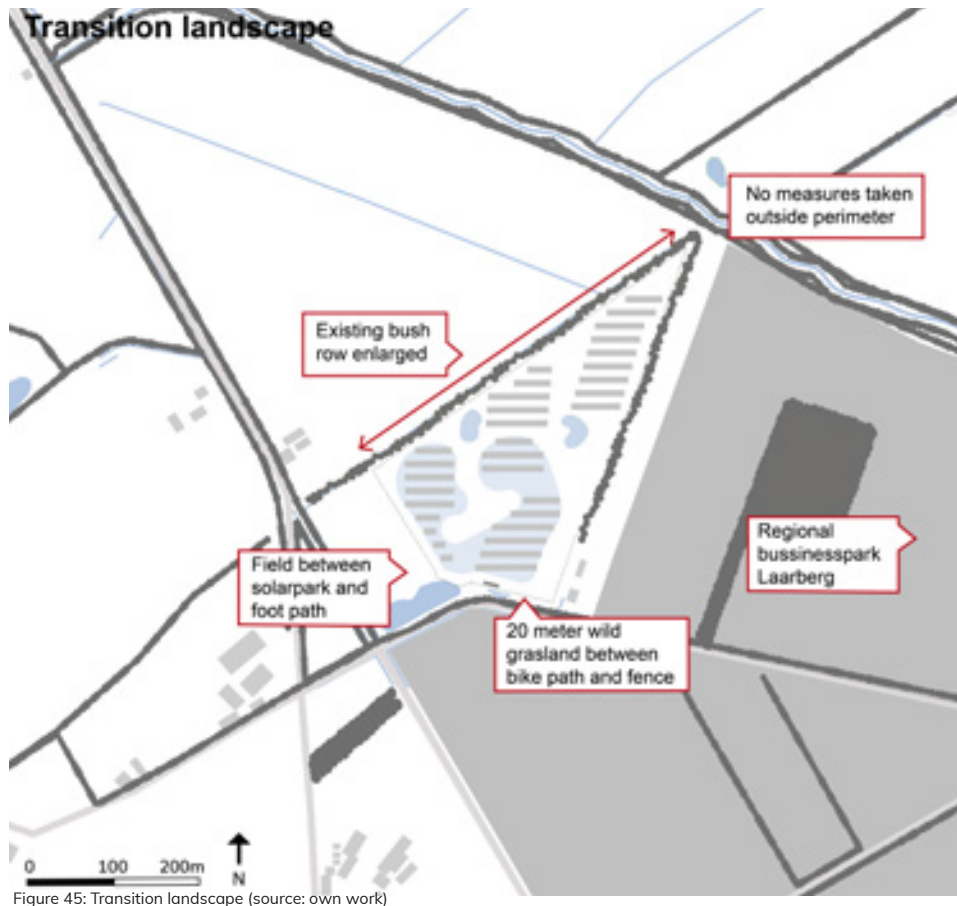 Transition landscape
No measures taken
outside perimeter
Existing bush
row enlarged
Regional
bussinesspark
Laarberg
Field between
solarpark and
foot path
20 meter wild
grasland between
bike path and fence
0 100 200m
N
Figure 45: Transition landscape (source: own work)